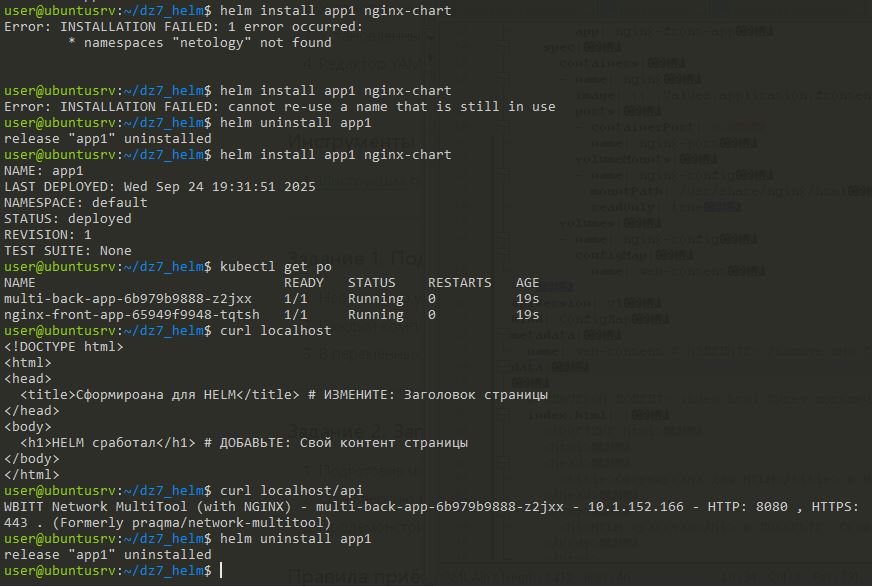 user@ubuntusrv:~/dz7_helm$ helm install app1 nginx-chart
Error: INSTALLATION FAILED: 1 error occurred:
        * namespaces "netology" not found
user@ubuntusrv:~/dz7_helm$ helm install app1 nginx-chart
Error: INSTALLATION FAILED: cannot re-use a name that is still in use
user@ubuntusrv:~/dz7_helm$ helm uninstall app1
release "app1" uninstalled
user@ubuntusrv:~/dz7_helm$ helm install app1 nginx-chart
NAME: app1
LAST DEPLOYED: Wed Sep 24 19:31:51 2025
NAMESPACE: default
STATUS: deployed
REVISION: 1
TEST SUITE: None
user@ubuntusrv:~/dz7_helm$ kubectl get po
NAME                               READY   STATUS    RESTARTS   AGE
multi-back-app-6b979b9888-z2jxx    1/1     Running   0          19s
nginx-front-app-65949f9948-tqtsh   1/1     Running   0          19s
user@ubuntusrv:~/dz7_helm$ curl localhost
<!DOCTYPE html>
<html>
<head>
  <title>Сформироана для HELM</title> # ИЗМЕНИТЕ: Заголовок страницы
</head>
<body>
  <h1>HELM сработал</h1> # ДОБАВЬТЕ: Свой контент страницы
</body>
</html>
user@ubuntusrv:~/dz7_helm$ curl localhost/api
WBITT Network MultiTool (with NGINX) - multi-back-app-6b979b9888-z2jxx - 10.1.152.166 - HTTP: 8080 , HTTPS:
443 . (Formerly praqma/network-multitool)
user@ubuntusrv:~/dz7_helm$ helm uninstall app1
release "app1" uninstalled
user@ubuntusrv:~/dz7_helm$